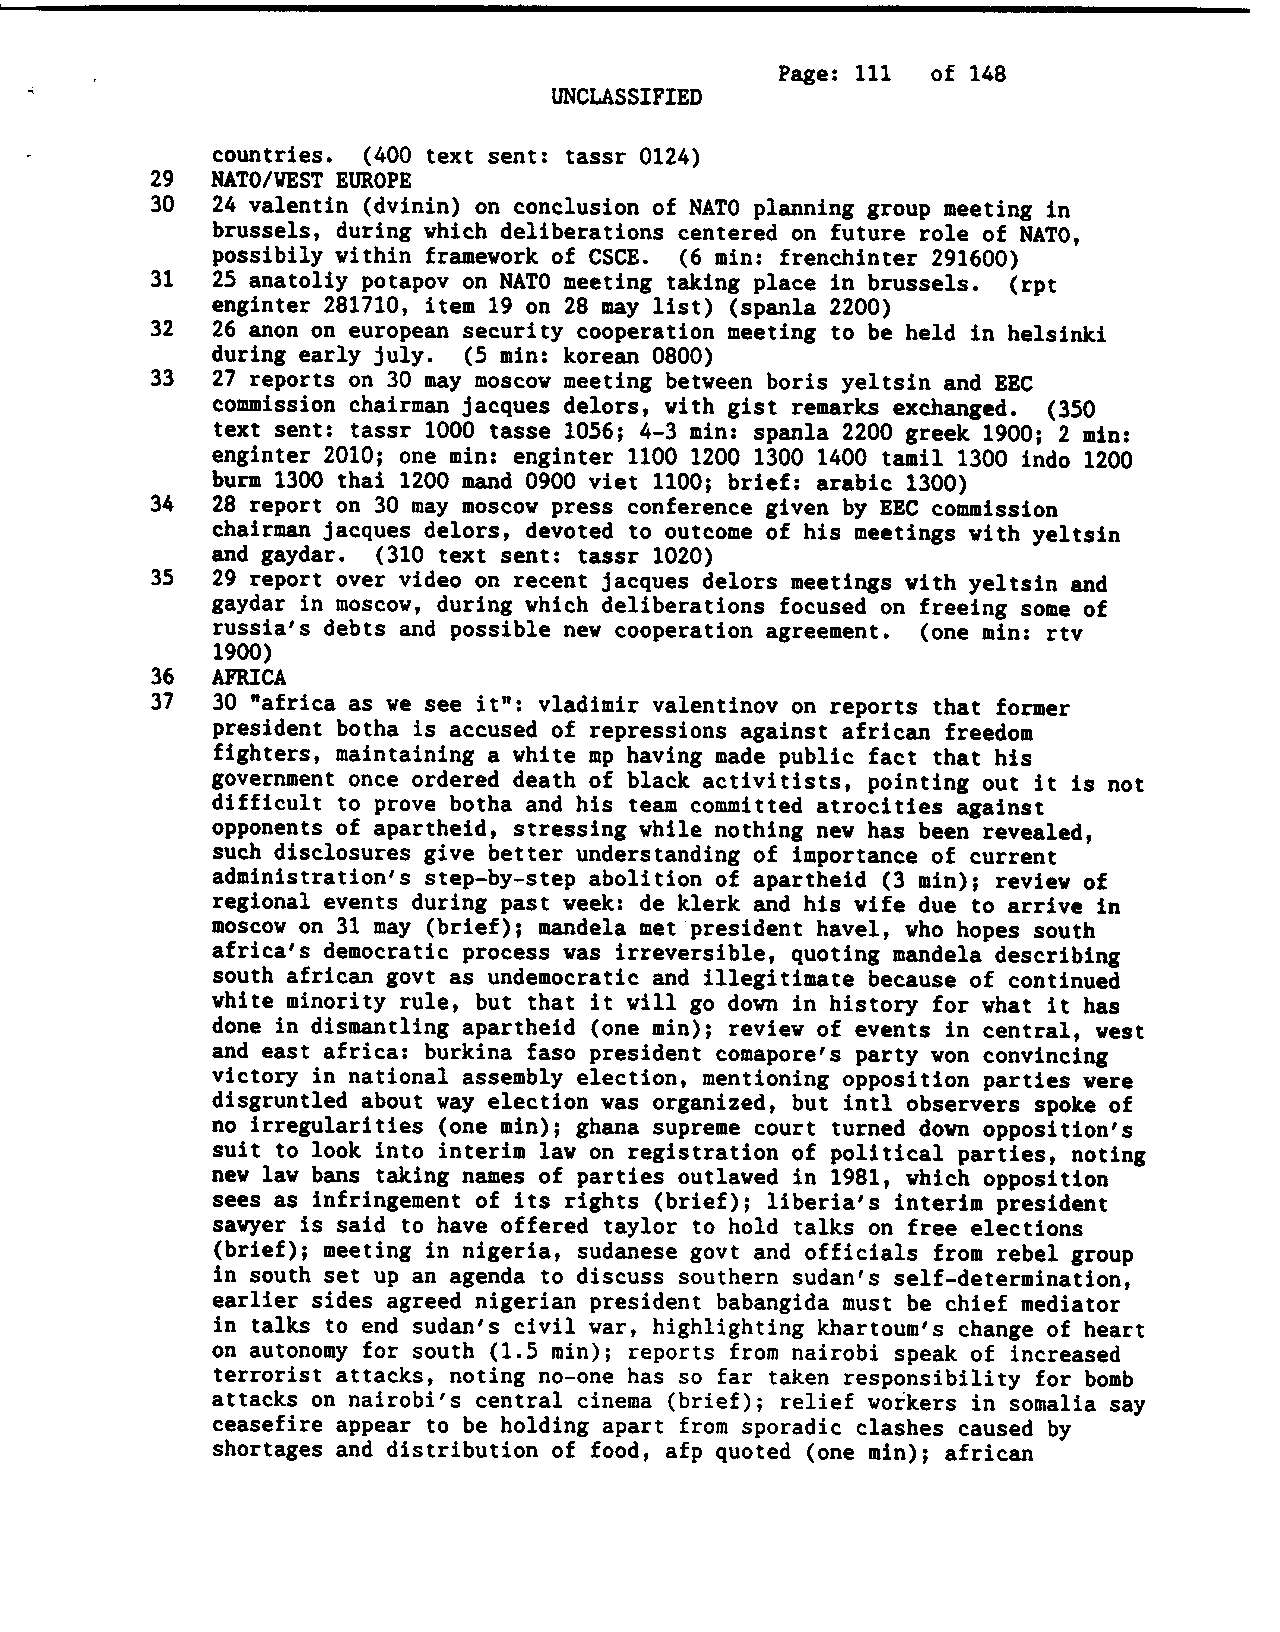 Page: 111 of 148
UNCLASSIFIED
countries. (400 text sent: tassr 0124)
29 NATO/WEST EUROPE
30 24 valentin (dvinin) on conclusion of NATO planning group meeting in
brussels, during which deliberations centered on future role of NATO,
possibily within framework of CSCE. (6 min: frenchinter 291600)
31 25 anatoliy potapov on NATO meeting taking place in brussels. (rpt
enginter 281710, item 19 on 28 may list) (spanla 2200)
32 26 anon on european security cooperation meeting to be held in helsinki
during early july. (5 min: korean 0800)
33 27 reports on 30 may moscow meeting between boris yeltsin and EEC
commission chairman jacques delors, with gist remarks exchanged. (350
text sent: tassr 1000 tasse 1056; 4-3 min: spanla 2200 greek 1900; 2 min:
enginter 2010; one min: enginter 1100 1200 1300 1400 tamil 1300 indo 1200
burm 1300 thai 1200 mand 0900 viet 1100; brief: arabic 1300)
34 28 report on 30 may moscow press conference given by EEC commission
chairman jacques delors, devoted to outcome of his meetings with yeltsin
and gaydar. (310 text sent: tassr 1020)
35 29 report over video on recent jacques delors meetings with yeltsin and
gaydar in moscow, during which deliberations focused on freeing some of
russia's debts and possible new cooperation agreement. (one min: rtv
1900)
36 AFRICA
37 30 "africa as we see it": vladimir valentinov on reports that former
president botha is accused of repressions against african freedom
fighters, maintaining a white mp having made public fact that his
government once ordered death of black activitists, pointing out it is not
difficult to prove botha and his team committed atrocities against
opponents of apartheid, stressing while nothing new has been revealed,
such disclosures give better understanding of importance of current
administration's step-by-step abolition of apartheid (3 min); review of
regional events during past week: de klerk and his wife due to arrive in
moscow on 31 may (brief); mandela met president havel, who hopes south
africa's democratic process was irreversible, quoting mandela describing
south african govt as undemocratic and illegitimate because of continued
white minority rule, but that it will go down in history for what it has
done in dismantling apartheid (one min); review of events in central, west
and east africa: burkina faso president comapore's party won convincing
victory in national assembly election, mentioning opposition parties were
disgruntled about way election was organized, but intl observers spoke of
no irregularities (one min); ghana supreme court turned down opposition's
suit to look into interim law on registration of political parties, noting
new law bans taking names of parties outlawed in 1981, which opposition
sees as infringement of its rights (brief); liberia's interim president
sawyer is said to have offered taylor to hold talks on free elections
(brief); meeting in nigeria, sudanese govt and officials from rebel group
in south set up an agenda to discuss southern sudan's self-determination,
earlier sides agreed nigerian president babangida must be chief mediator
in talks to end sudan's civil war, highlighting khartoum's change of heart
on autonomy for south (1.5 min); reports from nairobi speak of increased
terrorist attacks, noting no-one has so far taken responsibility for bomb
attacks on nairobi's central cinema (brief); relief workers in somalia say
ceasefire appear to be holding apart from sporadic clashes caused by
shortages and distribution of food, afp quoted (one min); african